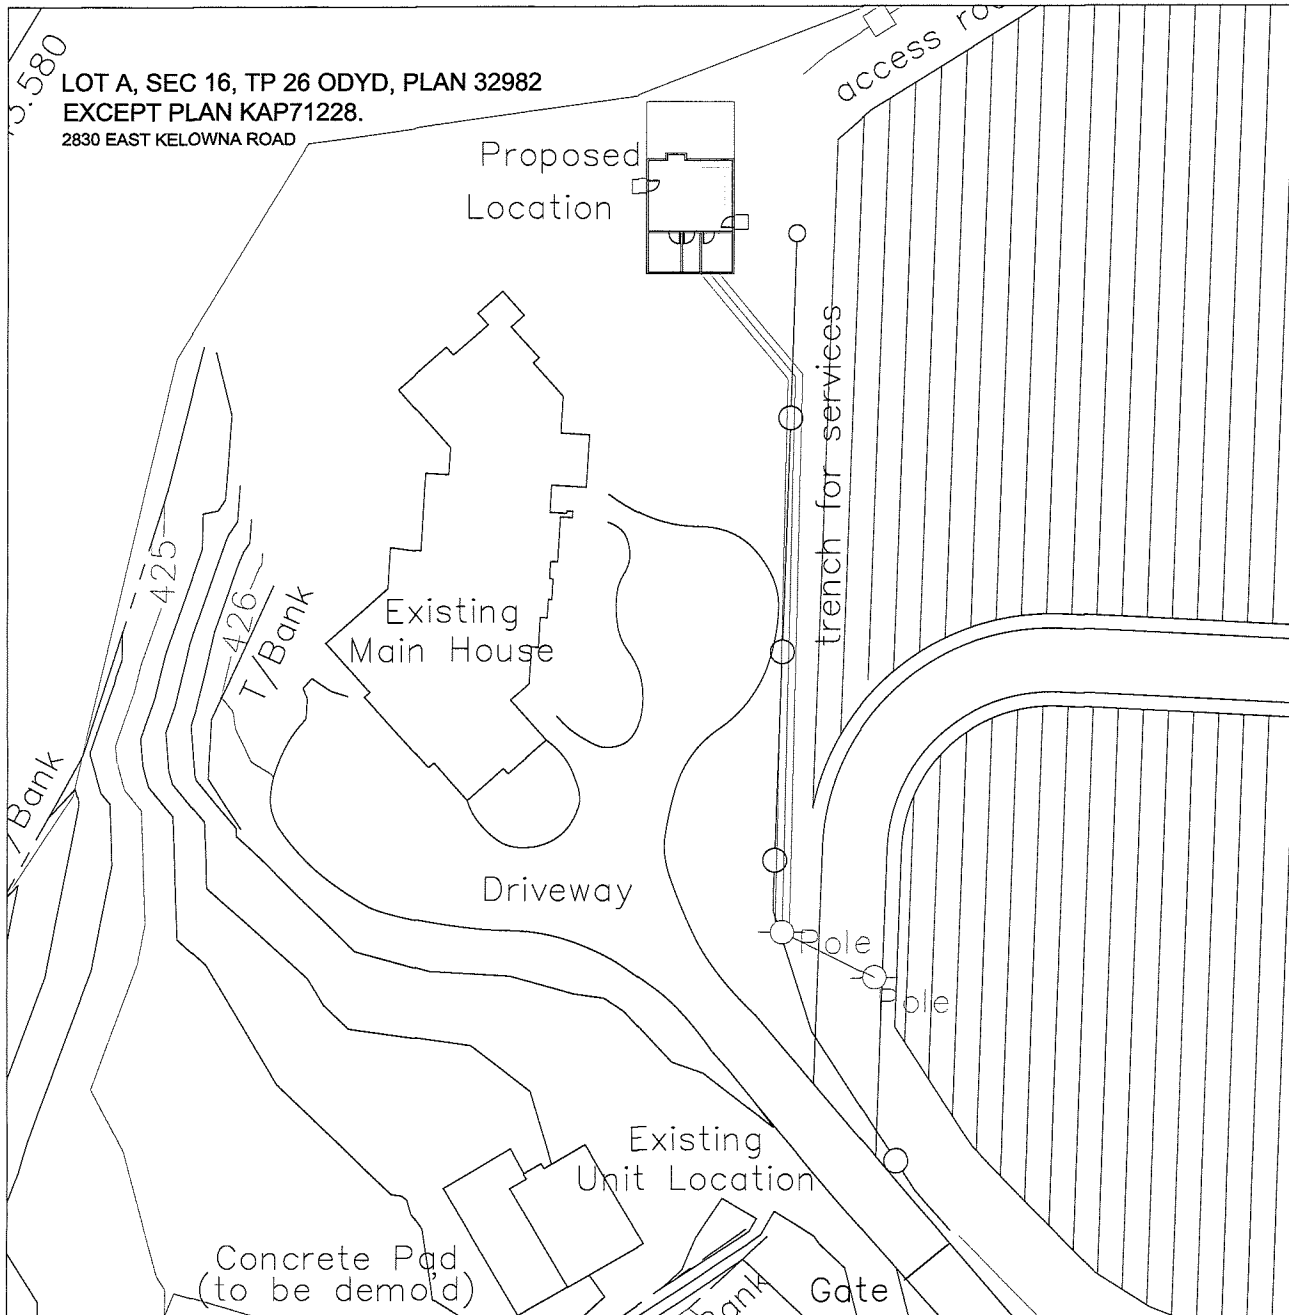 LOT A, SEC 16, TP 26 ODYD, PLAN 32982
EXCEPT PLAN KAP71228.
2830 EAST KELOWNA ROAD
access
Proposed
Location
trench for services
425
426
T/Bank
Existing
Main House
/Bank
Driveway
Pole
Pole
Existing
Unit Location
Concrete Pad
(to be demo'd)
Bank
Gate